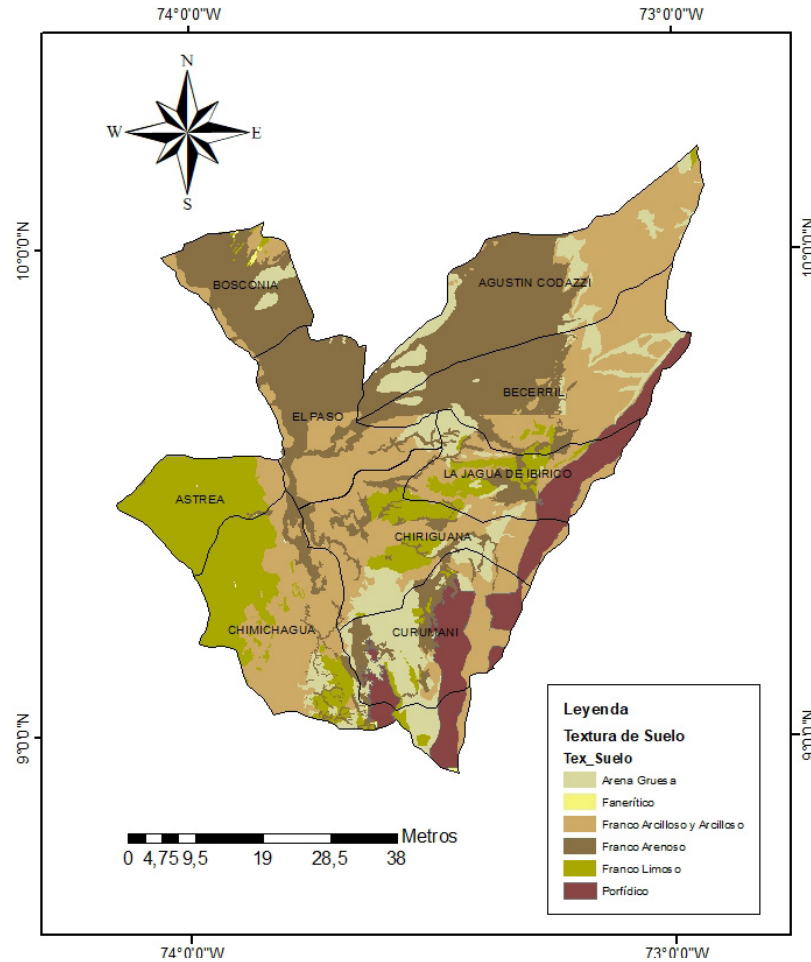 74°0'0"W 73°0'0"W
N
W E
S
10°0'0"N 10°0'0"N
BOSCONIA
AGUSTIN CODAZZI
BECERRIL
EL PASO
LA JAGUA DE IBIRICO
ASTREA
CHIRIGUANA
CHIMICHAGUA
CURUMANI
9°0'0"N 9°0'0"N
Leyenda
Textura de Suelo
Tex_Suelo
Arena Gruesa
Fanerítico
Franco Arcilloso y Arcilloso
Franco Arenoso
Franco Limoso
Porfídico
Metros
0 4,75 9,5 19 28,5 38
74°0'0"W 73°0'0"W